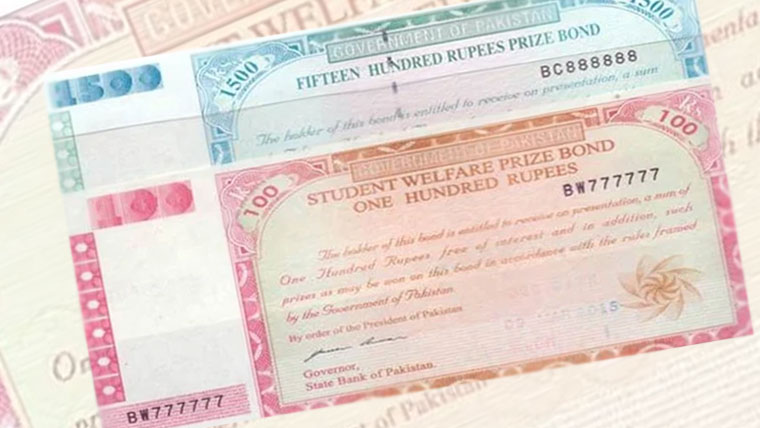 1500
1500
GOVERNMENT OF PAKISTAN
1500
FIFTEEN HUNDRED RUPEES PRIZE BOND
BC888888
The holder of this bond is entitled to receive on presentation, a sum
100
100
GOVERNMENT OF PAKISTAN
100
STUDENT WELFARE PRIZE BOND
ONE HUNDRED RUPEES
BW777777
The holder of this bond is entitled to receive on presentation, a sum of
One Hundred Rupees free of interest and in addition, such
prizes as may be won on this bond in accordance with the rules framed
by the Government of Pakistan.
By order of the President of Pakistan
Governor,
State Bank of Pakistan.
BW777777